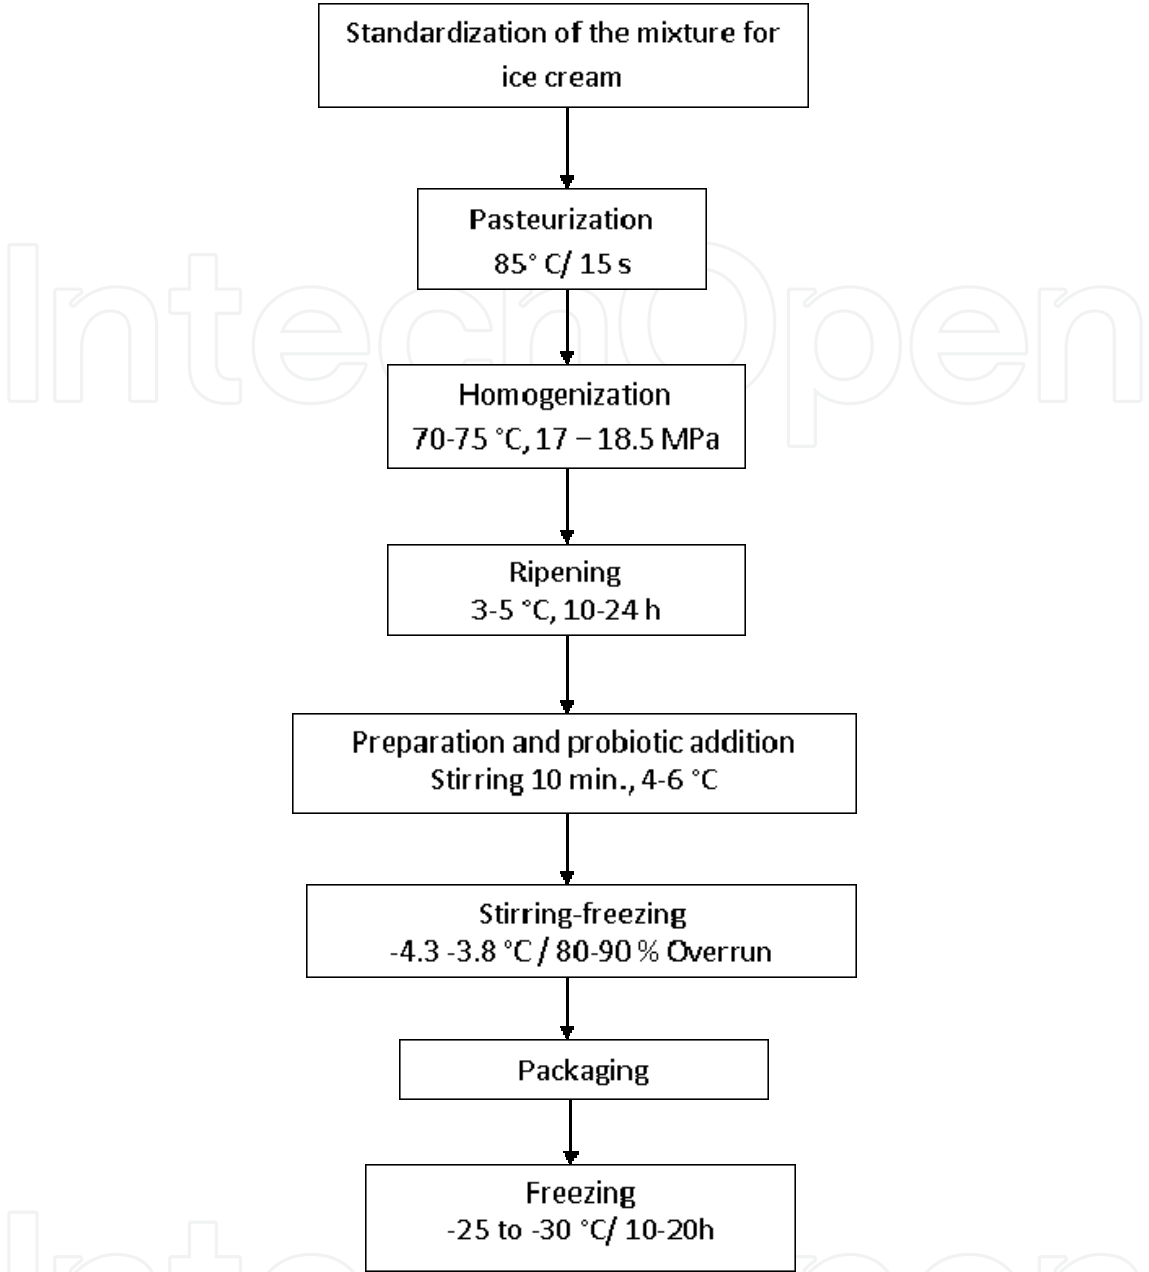 Standardization of the mixture for
ice cream
Pasteurization
85° C/ 15 s
Homogenization
70-75 °C, 17 – 18.5 MPa
Ripening
3-5 °C, 10-24 h
Preparation and probiotic addition
Stirring 10 min., 4-6 °C
Stirring-freezing
-4.3 -3.8 °C / 80-90 % Overrun
Packaging
Freezing
-25 to -30 °C/ 10-20h
IntechOpen
IntechOpen